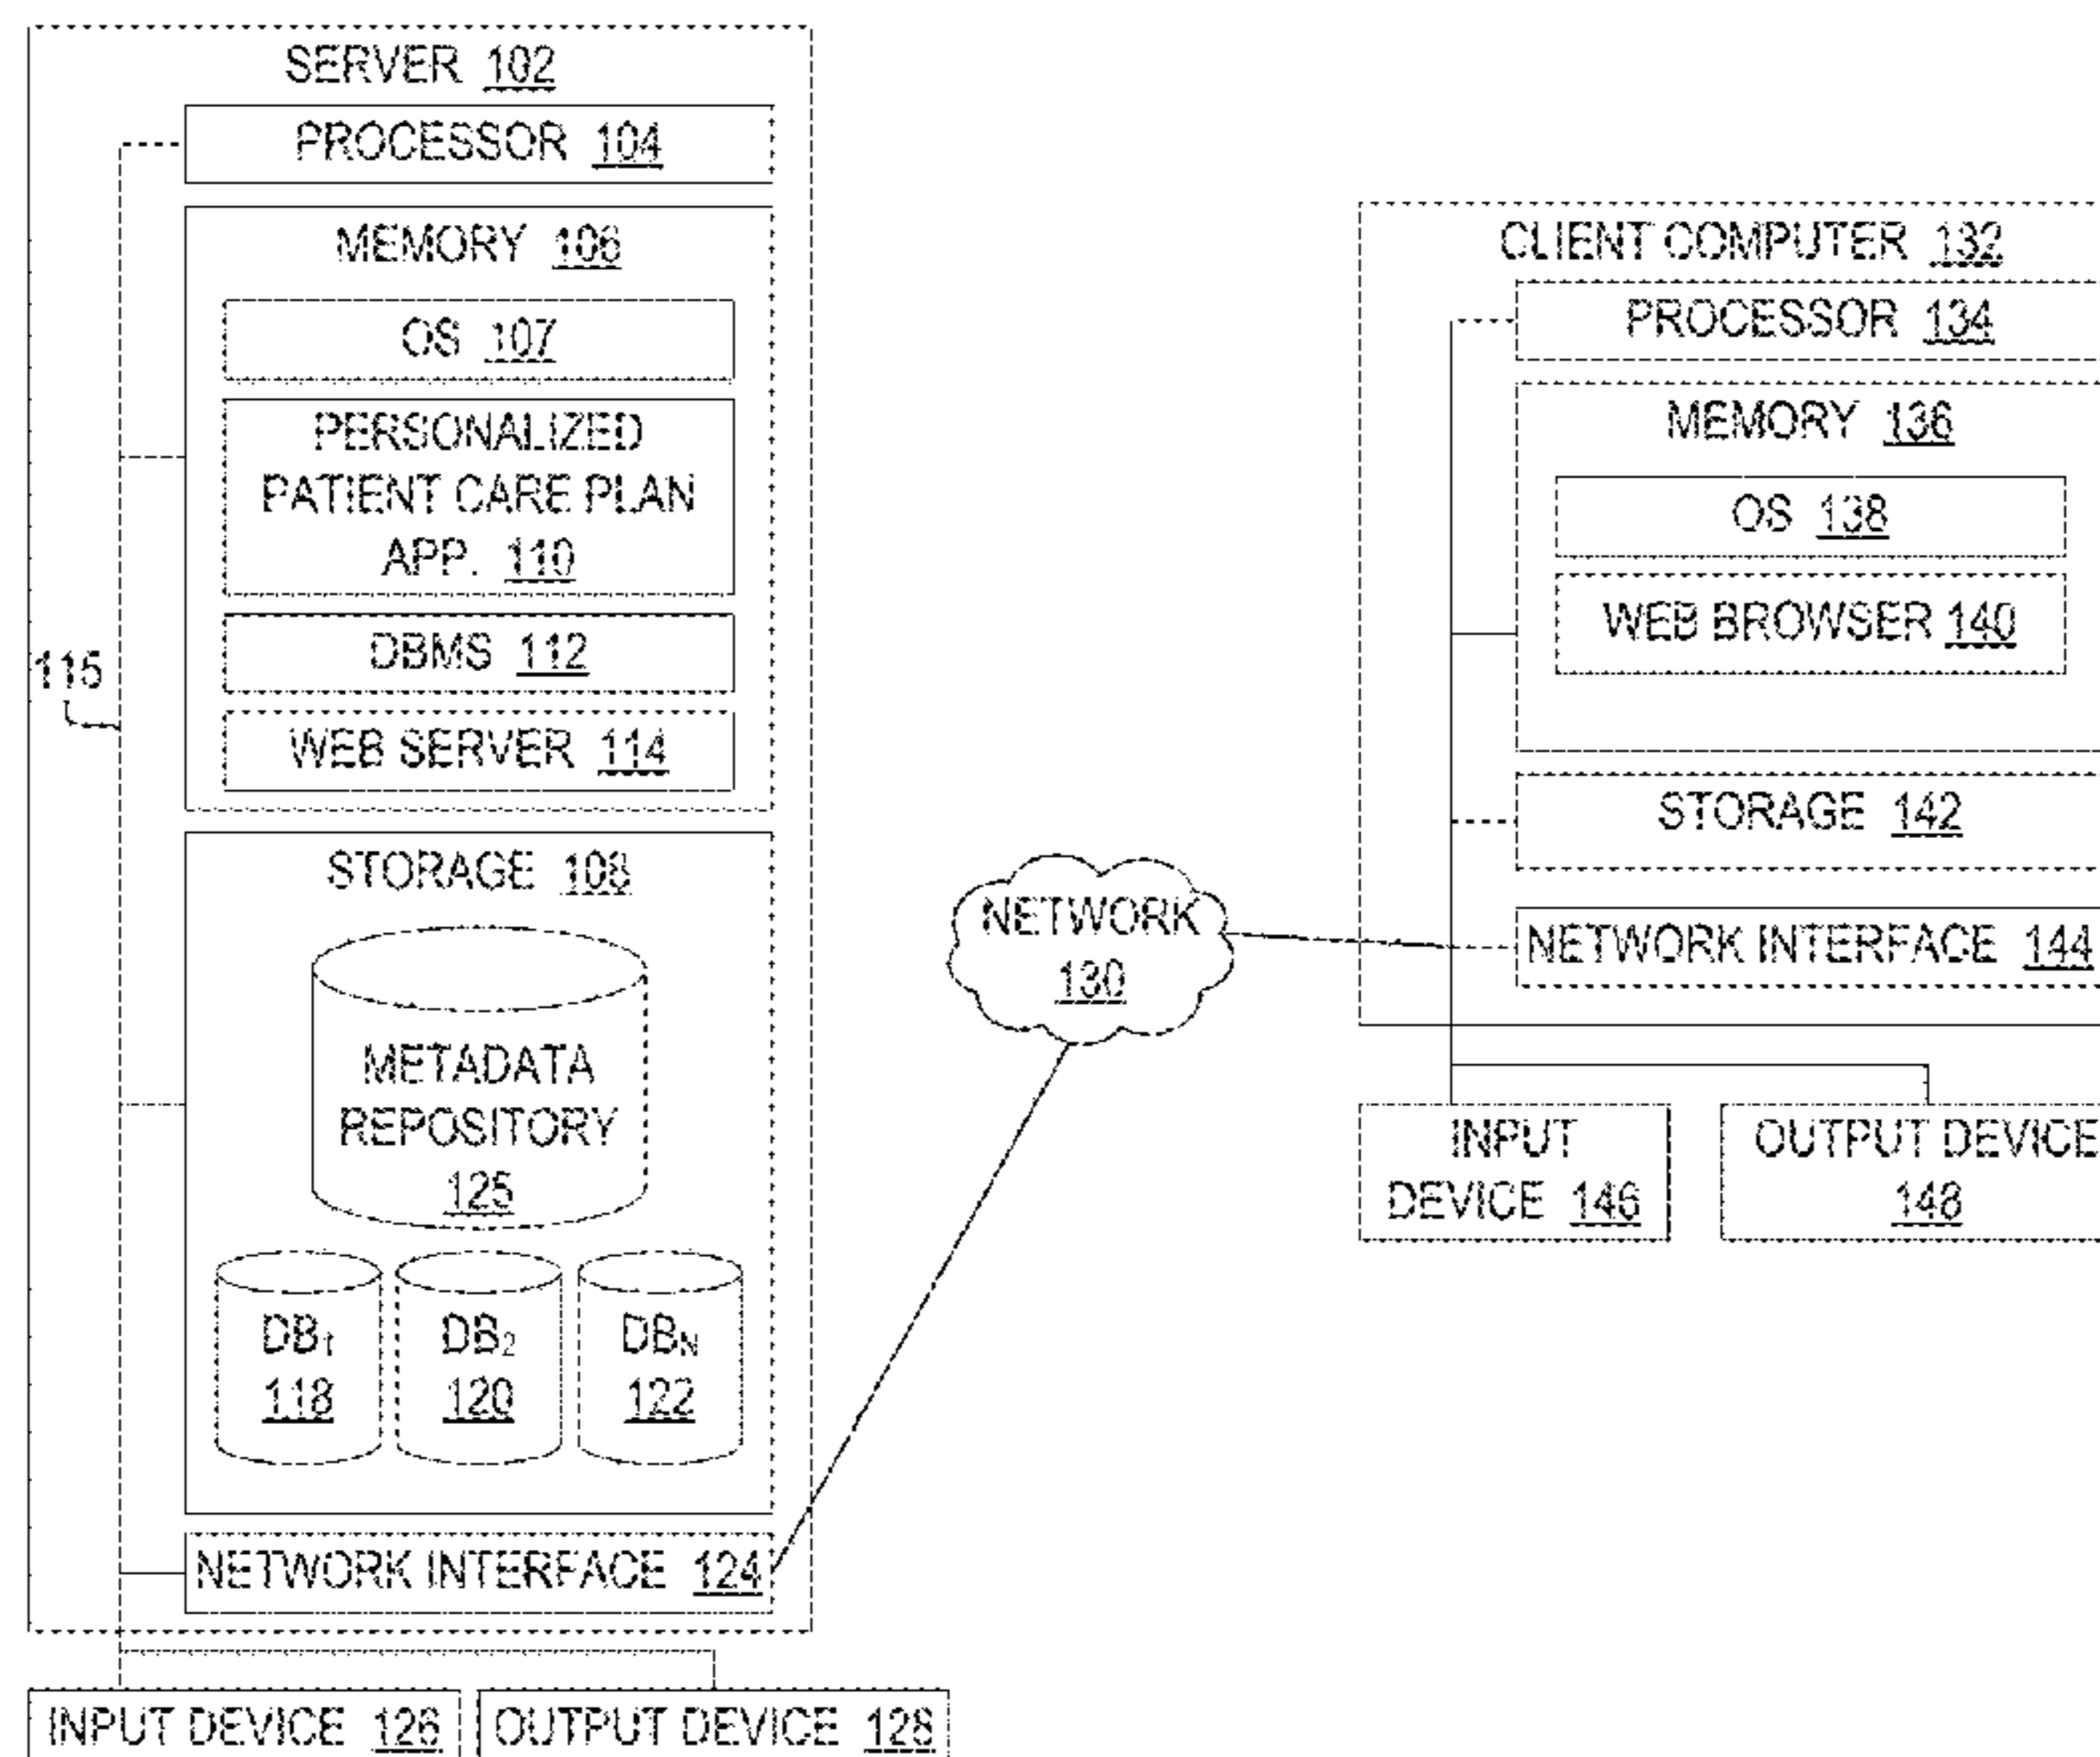 SERVER 102
PROCESSOR 104
MEMORY 106
OS 107
PERSONALIZED
PATIENT CARE PLAN
APP. 110
DBMS 112
WEB SERVER 114
115
STORAGE 108
METADATA
REPOSITORY
125
DB1
118
DB2
120
DBN
122
NETWORK INTERFACE 124
INPUT DEVICE 126
OUTPUT DEVICE 128
NETWORK
130
CLIENT COMPUTER 132
PROCESSOR 134
MEMORY 136
OS 138
WEB BROWSER 140
STORAGE 142
NETWORK INTERFACE 144
INPUT
DEVICE 146
OUTPUT DEVICE
148